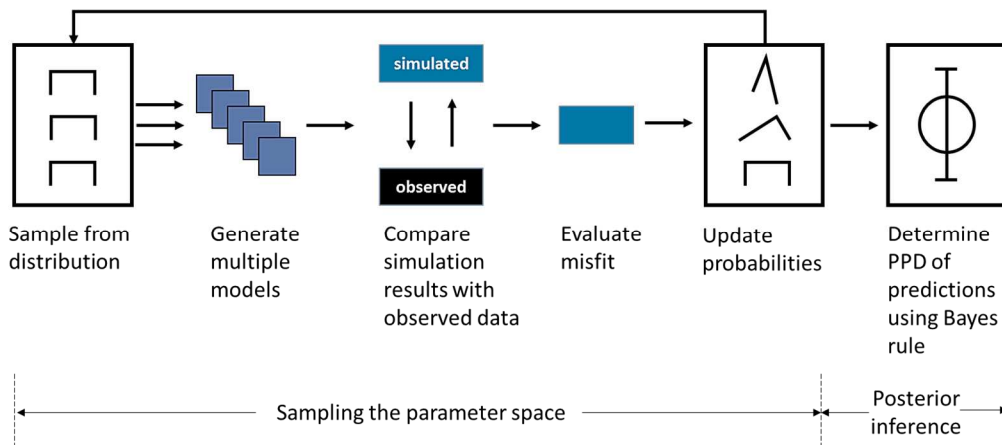 simulated
observed
Sample from
distribution
Generate
multiple
models
Compare
simulation
results with
observed data
Evaluate
misfit
Update
probabilities
Determine
PPD of
predictions
using Bayes
rule
Sampling the parameter space
Posterior
inference